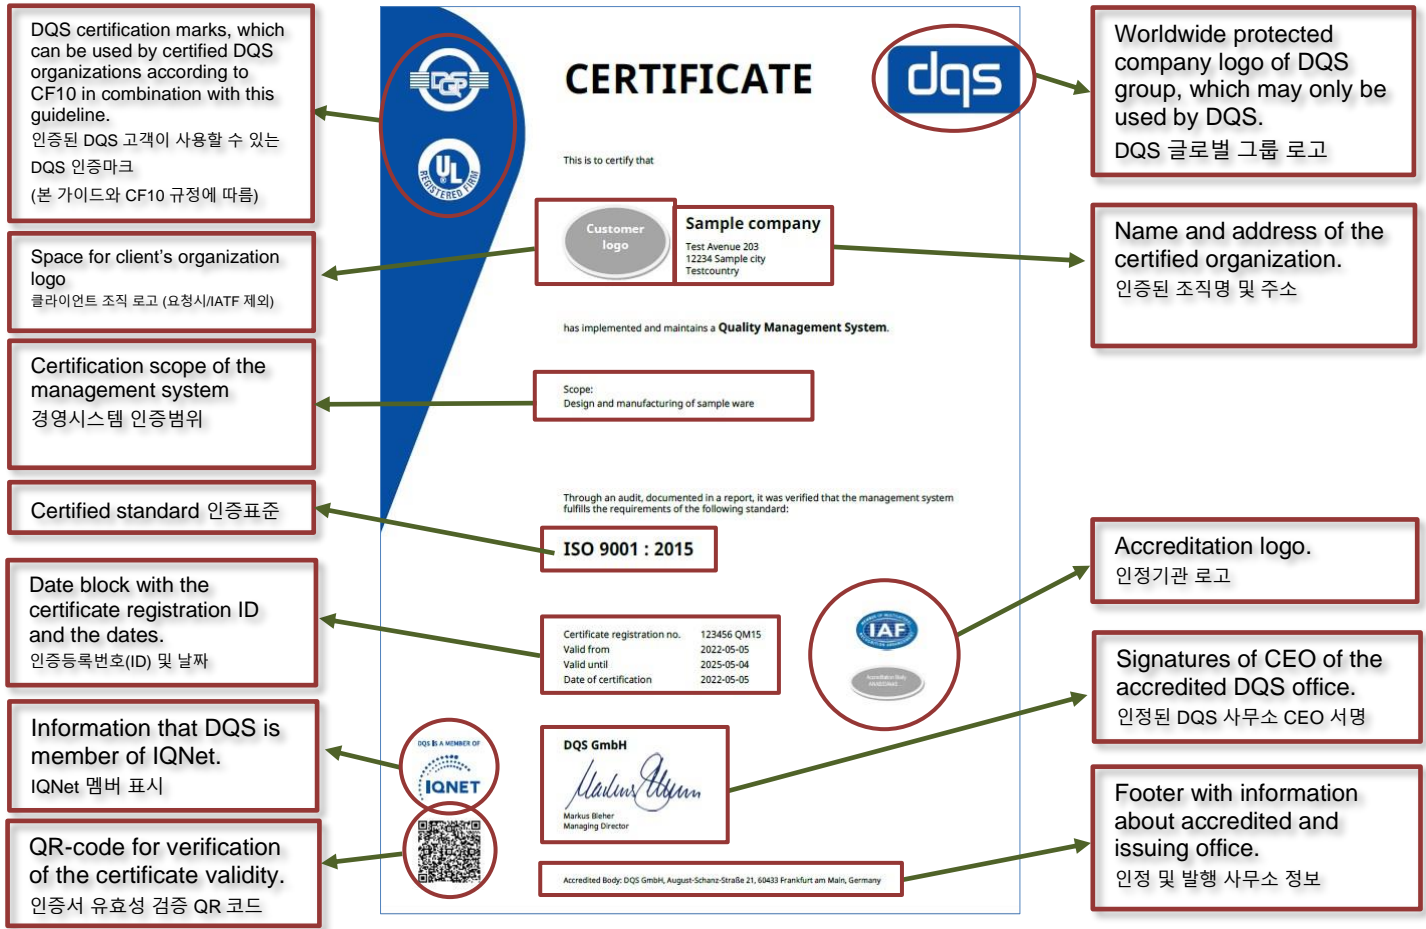 DQS certification marks, which
can be used by certified DQS
organizations according to
CF10 in combination with this
guideline.
인증된 DQS 고객이 사용할 수 있는
DQS 인증마크
(본 가이드와 CF10 규정에 따름)
Space for client's organization
logo
클라이언트 조직 로고 (요청시/IATF 제외)
Certification scope of the
management system
경영시스템 인증범위
Certified standard 인증표준
Date block with the
certificate registration ID
and the dates.
인증등록번호(ID) 및 날짜
Information that DQS is
member of IQNet.
IQNet 멤버 표시
QR-code for verification
of the certificate validity.
인증서 유효성 검증 QR 코드
DQS
UL
REGISTERED FIRM
CERTIFICATE
dqs
This is to certify that
Customer
logo
Sample company
Test Avenue 203
12234 Sample city
Testcountry
has implemented and maintains a Quality Management System.
Scope:
Design and manufacturing of sample ware
Through an audit, documented in a report, it was verified that the management system
fulfills the requirements of the following standard:
ISO 9001 : 2015
Certificate registration no. 123456 QM15
Valid from 2022-05-05
Valid until 2025-05-04
Date of certification 2022-05-05
IAF
Accreditation Body
DQS IS A MEMBER OF
IQNET
DQS GmbH
Markus Bleher
Managing Director
Accredited Body: DQS GmbH, August-Schanz-Straße 21, 60433 Frankfurt am Main, Germany
Worldwide protected
company logo of DQS
group, which may only be
used by DQS.
DQS 글로벌 그룹 로고
Name and address of the
certified organization.
인증된 조직명 및 주소
Accreditation logo.
인정기관 로고
Signatures of CEO of the
accredited DQS office.
인정된 DQS 사무소 CEO 서명
Footer with information
about accredited and
issuing office.
인정 및 발행 사무소 정보